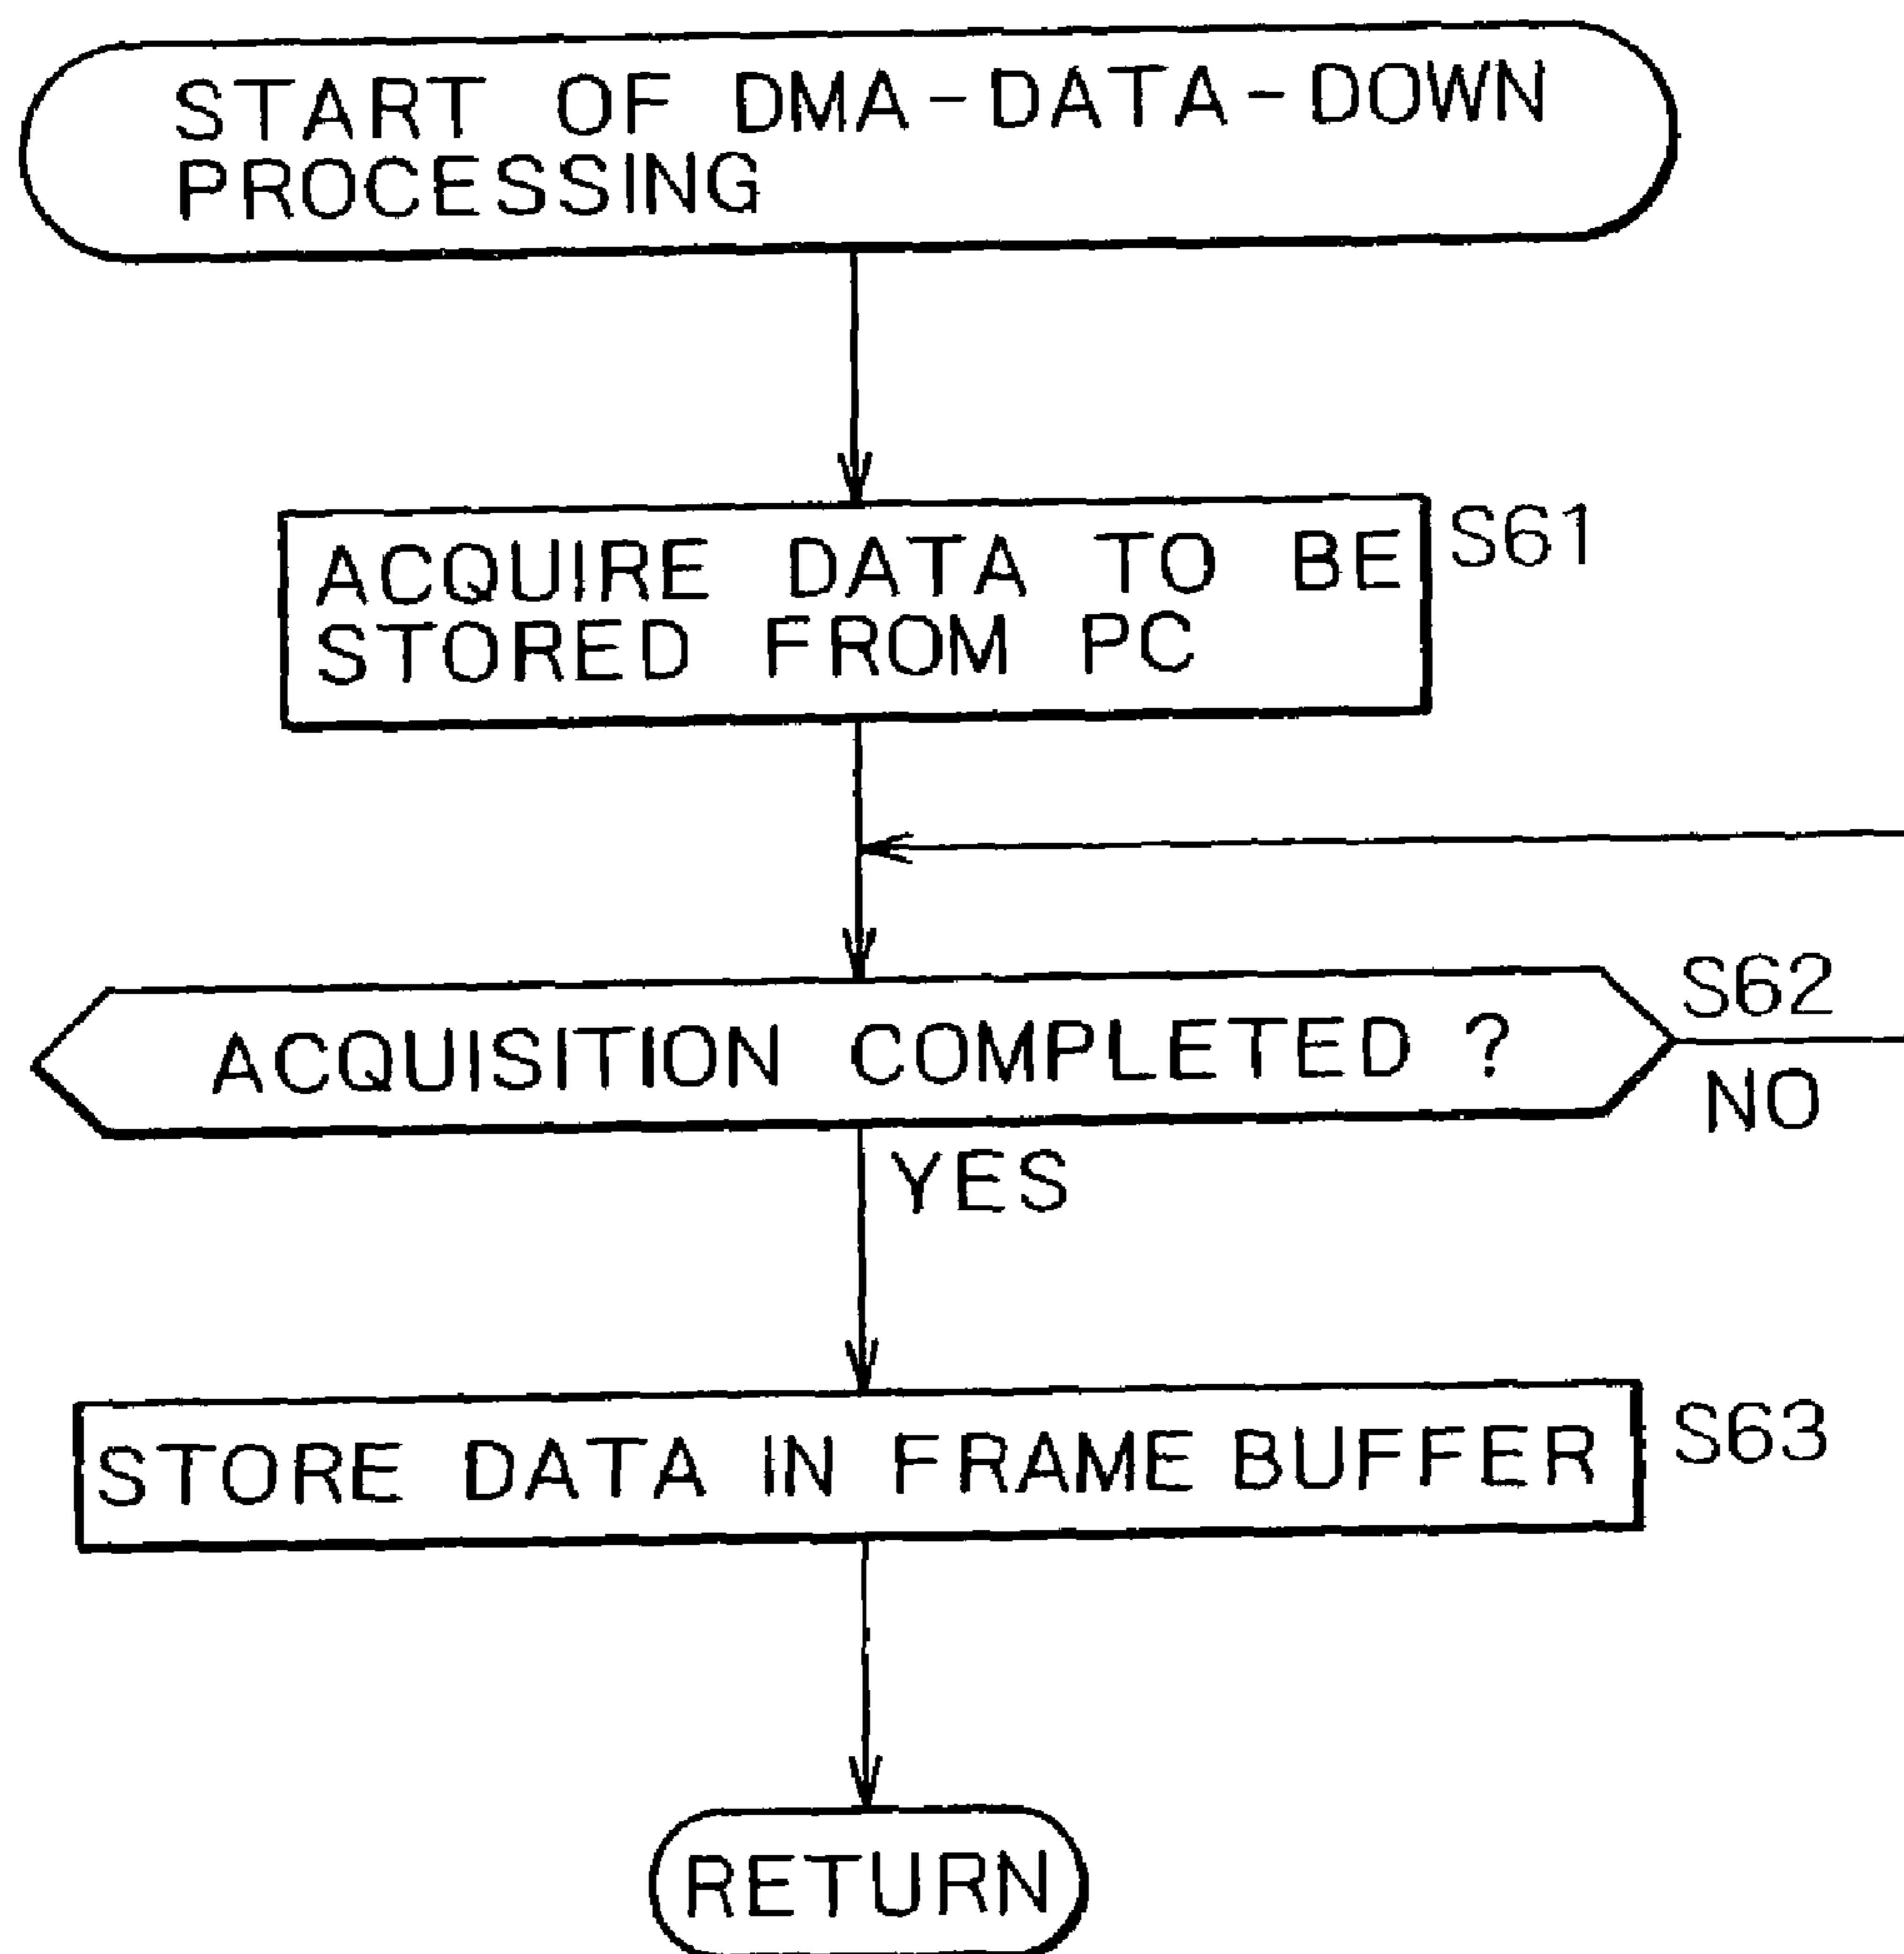 START OF DMA-DATA-DOWN
PROCESSING
ACQUIRE DATA TO BE
STORED FROM PC
S61
ACQUISITION COMPLETED ?
S62
NO
YES
STORE DATA IN FRAME BUFFER
S63
RETURN